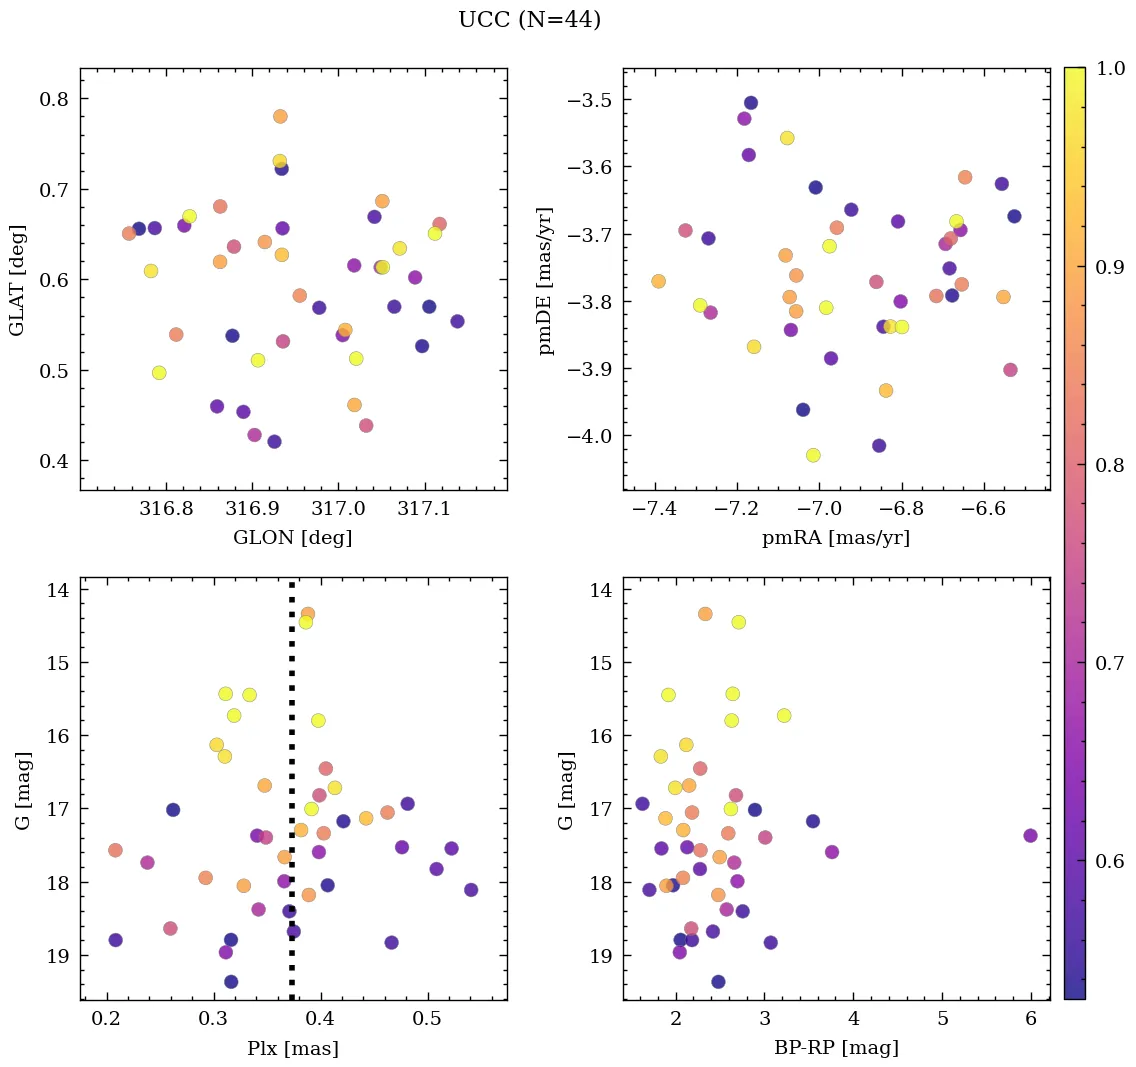 UCC (N=44)
0.8
0.7
0.6
0.5
0.4
GLAT [deg]
316.8 316.9 317.0 317.1
GLON [deg]
−3.5
−3.6
−3.7
−3.8
−3.9
−4.0
pmDE [mas/yr]
−7.4 −7.2 −7.0 −6.8 −6.6
pmRA [mas/yr]
14
15
16
17
18
19
G [mag]
0.2 0.3 0.4 0.5
Plx [mas]
14
15
16
17
18
19
G [mag]
2 3 4 5 6
BP-RP [mag]
1.0
0.9
0.8
0.7
0.6